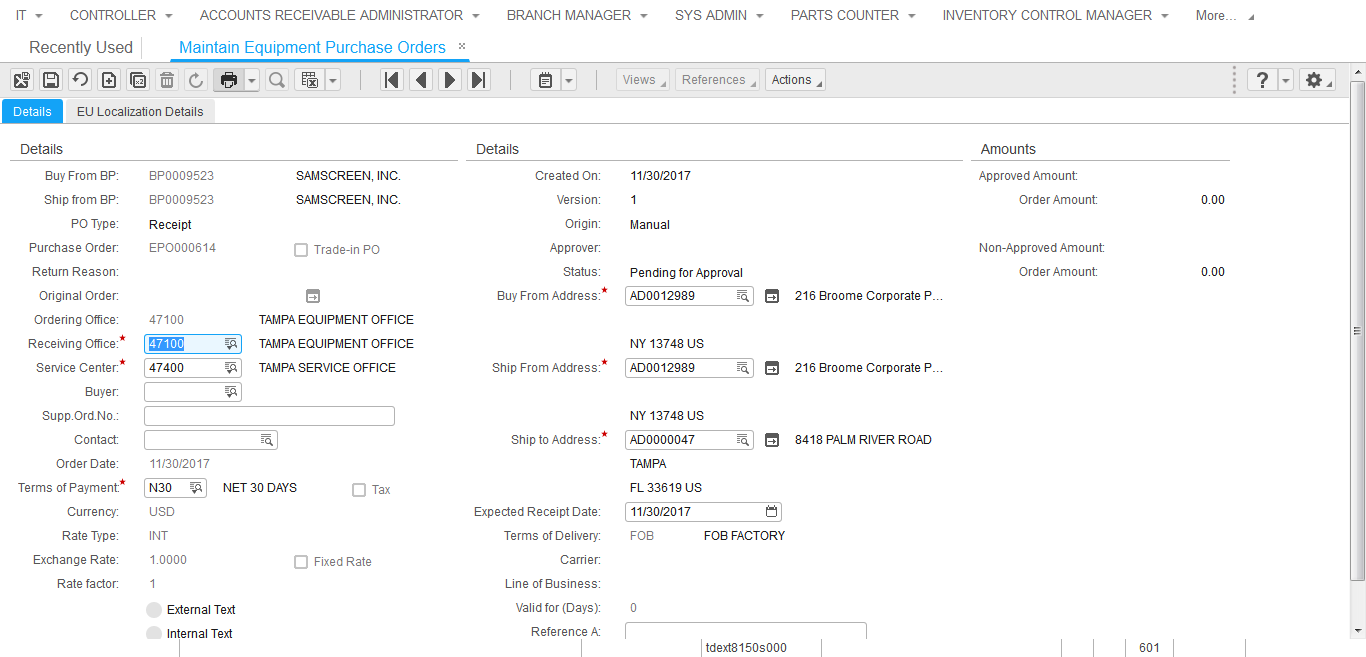 IT CONTROLLER ACCOUNTS RECEIVABLE ADMINISTRATOR BRANCH MANAGER SYS ADMIN PARTS COUNTER INVENTORY CONTROL MANAGER More...
Recently Used Maintain Equipment Purchase Orders ×
Views References Actions ?
Details EU Localization Details
Details Details Amounts
Buy From BP: BP0009523 SAMSCREEN, INC. Created On: 11/30/2017 Approved Amount:
Ship from BP: BP0009523 SAMSCREEN, INC. Version: 1 Order Amount: 0.00
PO Type: Receipt Origin: Manual
Purchase Order: EPO000614 Trade-in PO Approver: Non-Approved Amount:
Return Reason: Status: Pending for Approval Order Amount: 0.00
Original Order: Buy From Address:* AD0012989 216 Broome Corporate P...
Ordering Office: 47100 TAMPA EQUIPMENT OFFICE
Receiving Office:* 47100 TAMPA EQUIPMENT OFFICE NY 13748 US
Service Center:* 47400 TAMPA SERVICE OFFICE Ship From Address:* AD0012989 216 Broome Corporate P...
Buyer:
Supp.Ord.No.: NY 13748 US
Contact: Ship to Address:* AD0000047 8418 PALM RIVER ROAD
Order Date: 11/30/2017 TAMPA
Terms of Payment:* N30 NET 30 DAYS Tax FL 33619 US
Currency: USD Expected Receipt Date: 11/30/2017
Rate Type: INT Terms of Delivery: FOB FOB FACTORY
Exchange Rate: 1.0000 Fixed Rate Carrier:
Rate factor: 1 Line of Business:
External Text Valid for (Days): 0
Internal Text Reference A:
tdext8150s000 601